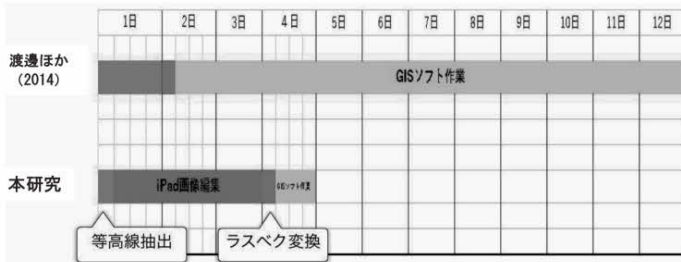 1日 2日 3日 4日 5日 6日 7日 8日 9日 10日 11日 12日
渡邊ほか
（2014）
GISソフト作業
本研究
iPad画像編集
GISソフト作業
等高線抽出
ラスベク変換